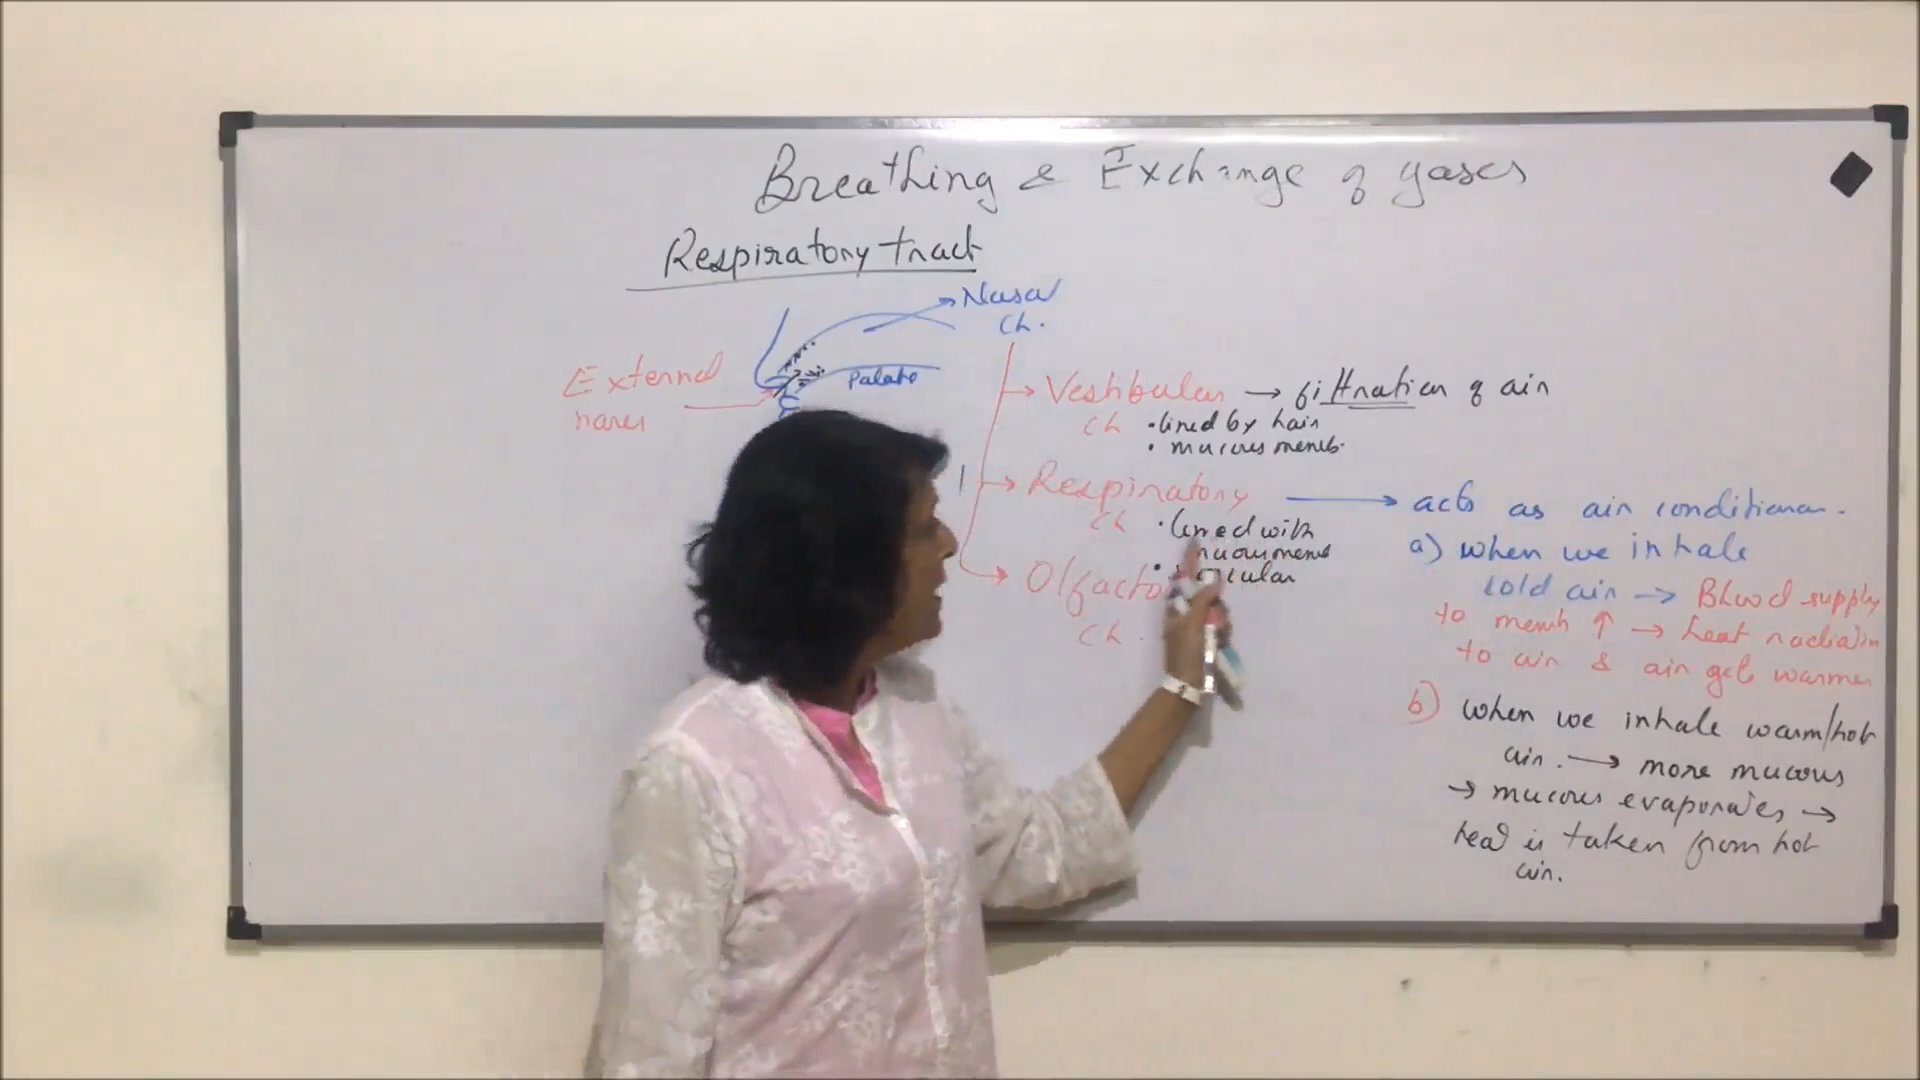 Breathing & Exchange of gases
Respiratory tract
Nasal
Ch.
External
nares
Palate
Vestibular → filtration of air
Ch • lined by hair
• mucous memb.
Respiratory → acts as air conditioner.
Ch • lined with
mucous memb
Olfacto
Ch.
a) when we inhale
cold air → Blood supply
to memb ↑ → heat radiation
to air & air gets warmer
b) when we inhale warm/hot
air. → more mucous
→ mucous evaporates →
heat is taken from hot
air.